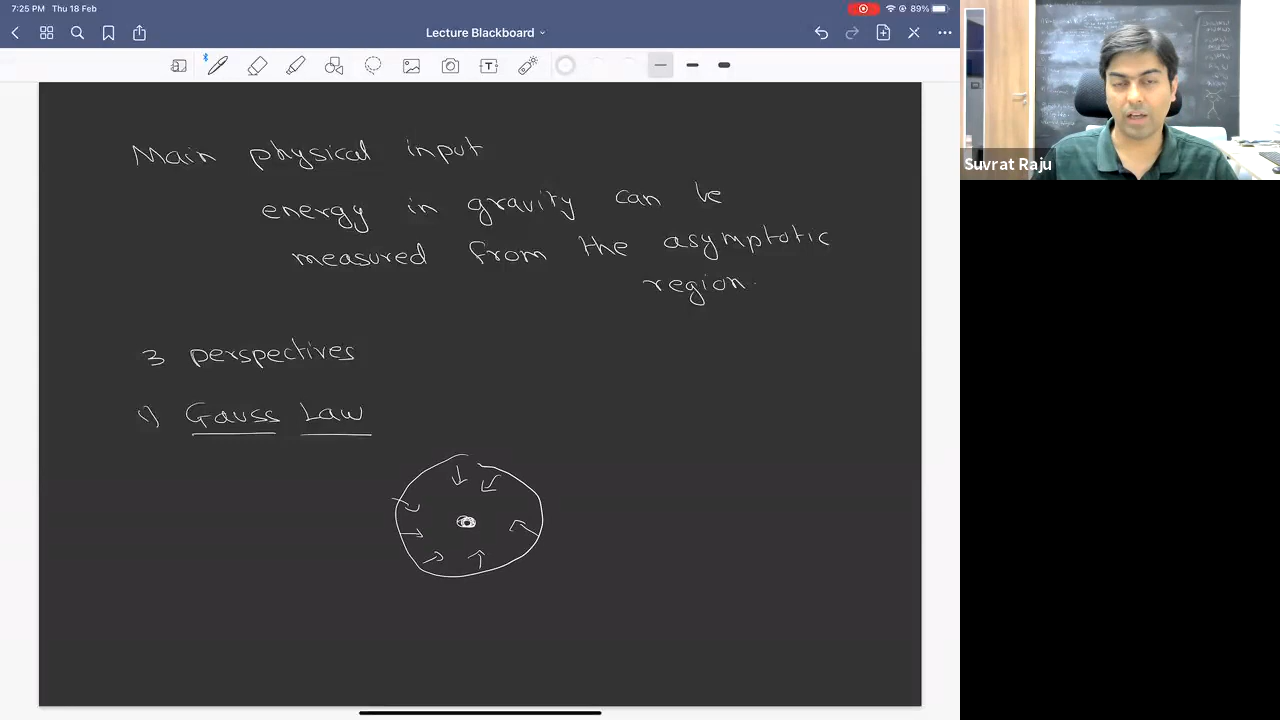 7:25 PM Thu 18 Feb
89%
Lecture Blackboard
T
Main physical input
energy in gravity can be
measured from the asymptotic
region.
3 perspectives
1) Gauss Law
Suvrat Raju